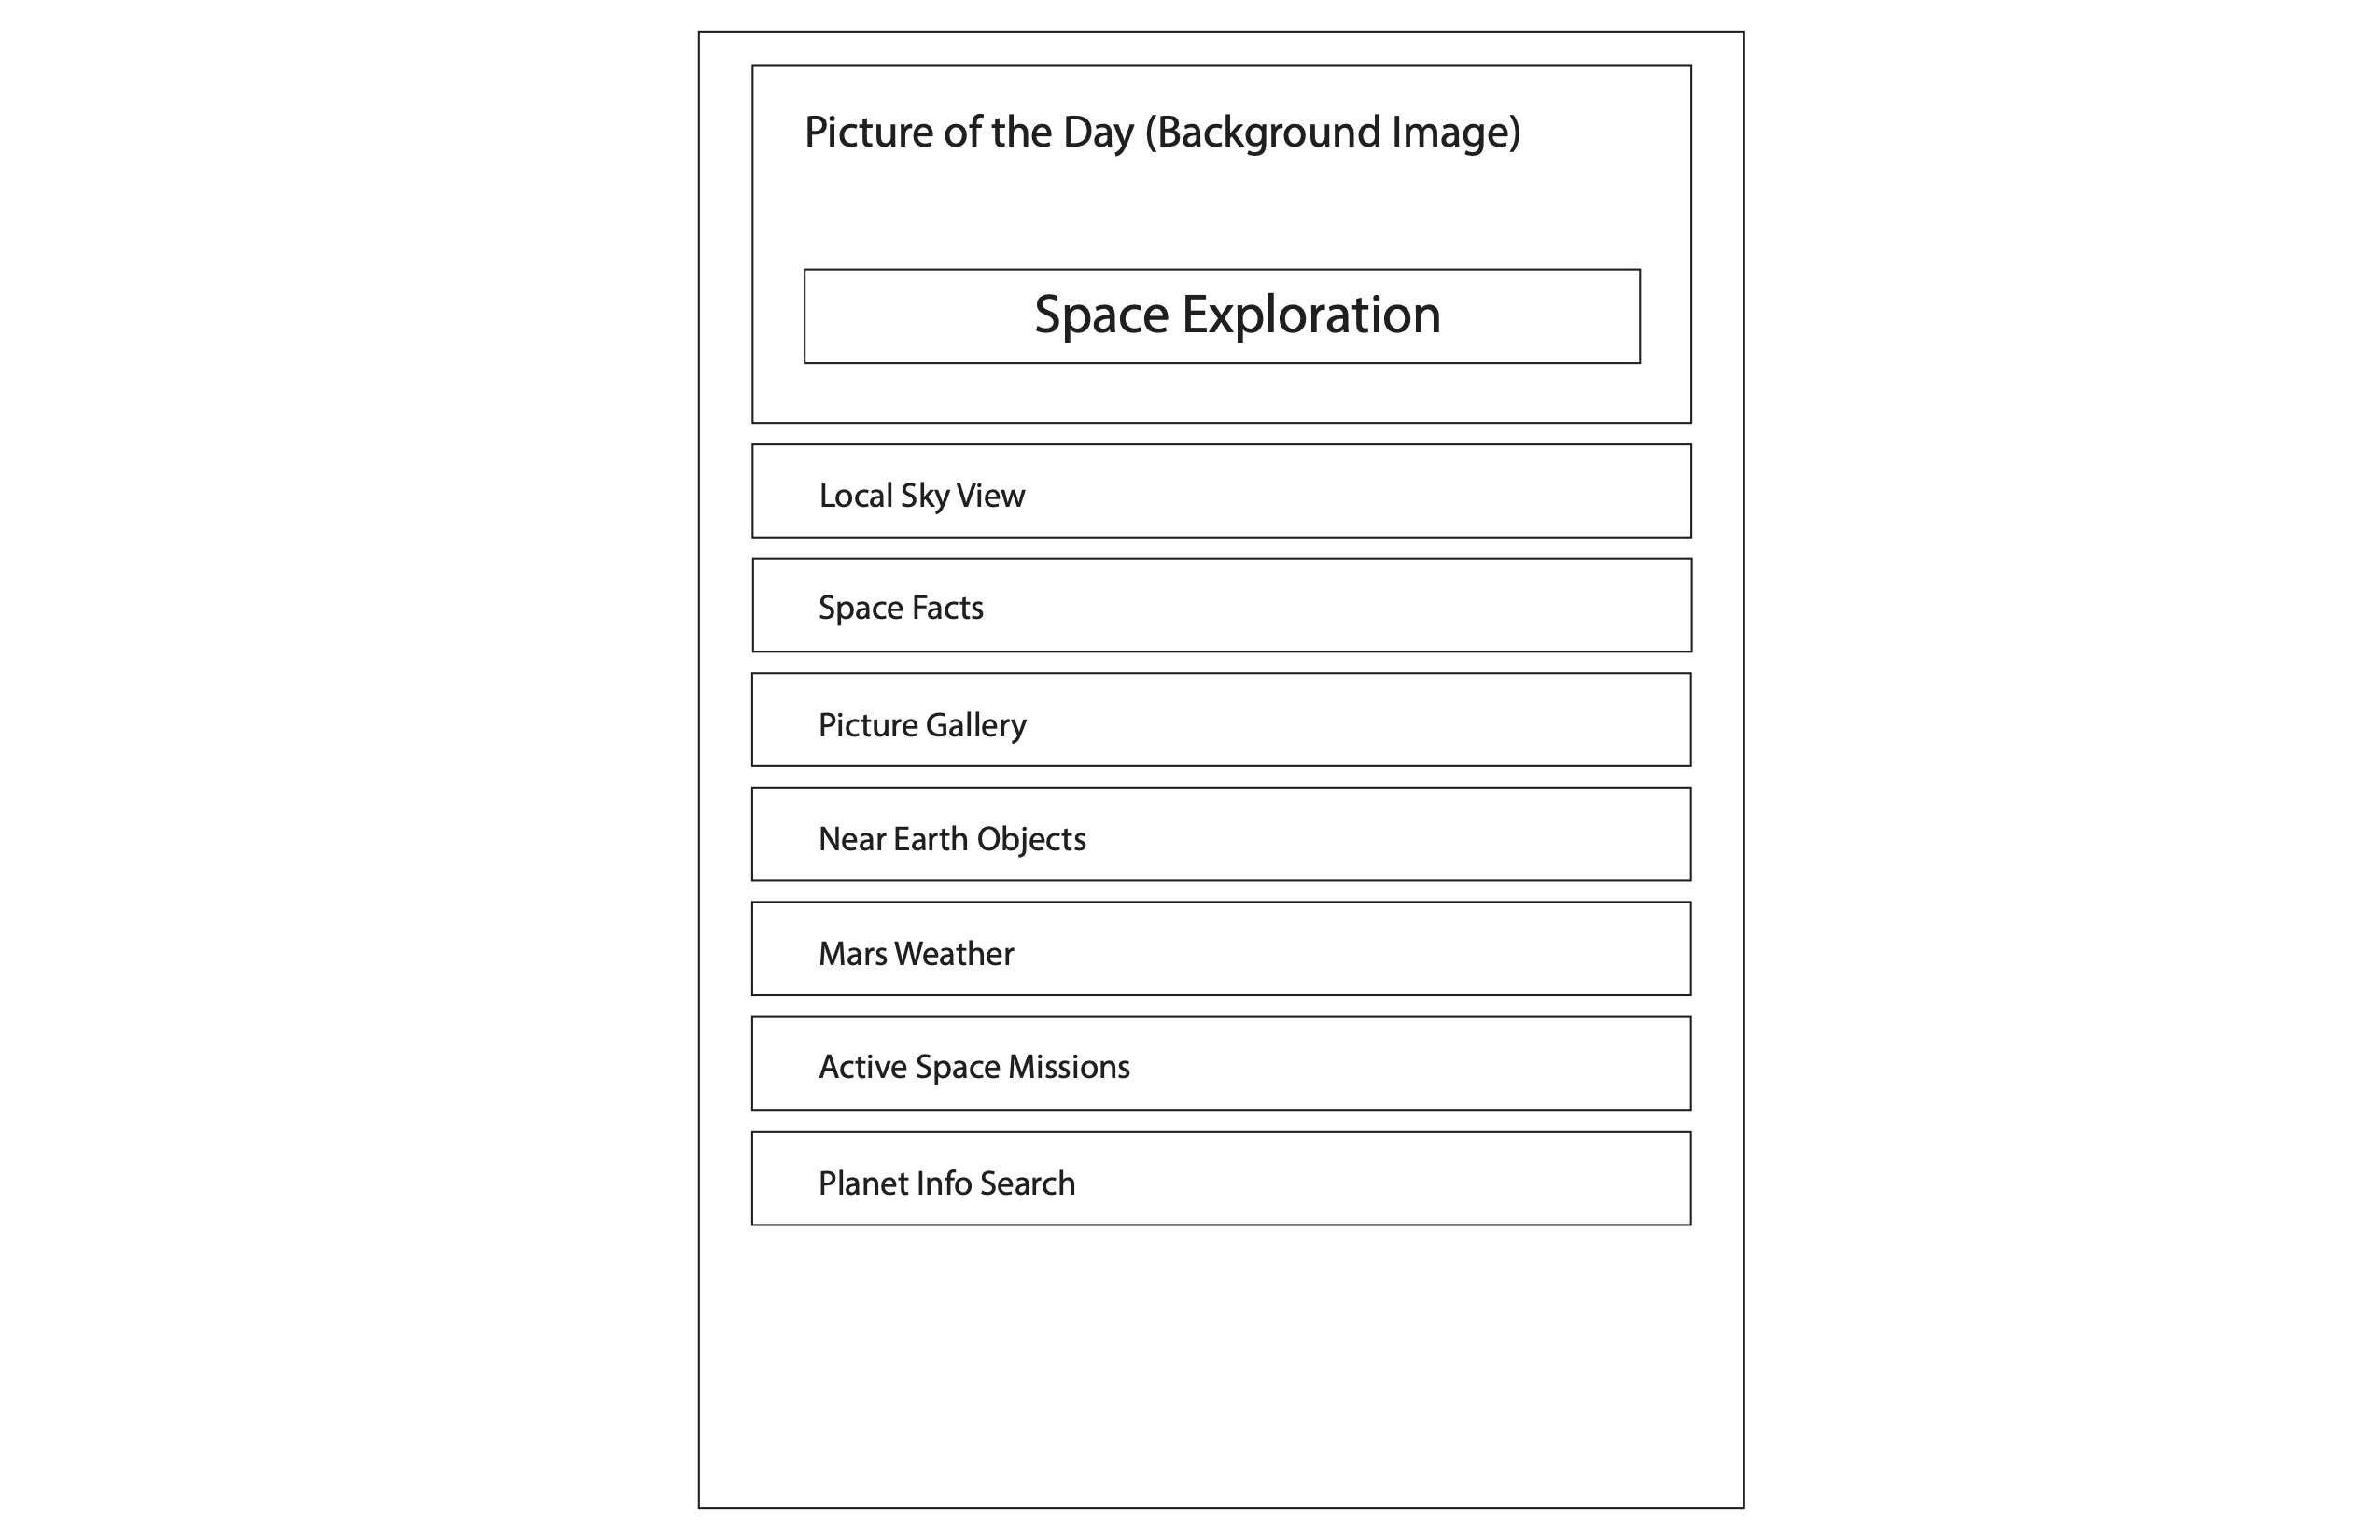 Picture of the Day (Background Image)
Space Exploration
Local Sky View
Space Facts
Picture Gallery
Near Earth Objects
Mars Weather
Active Space Missions
Planet Info Search